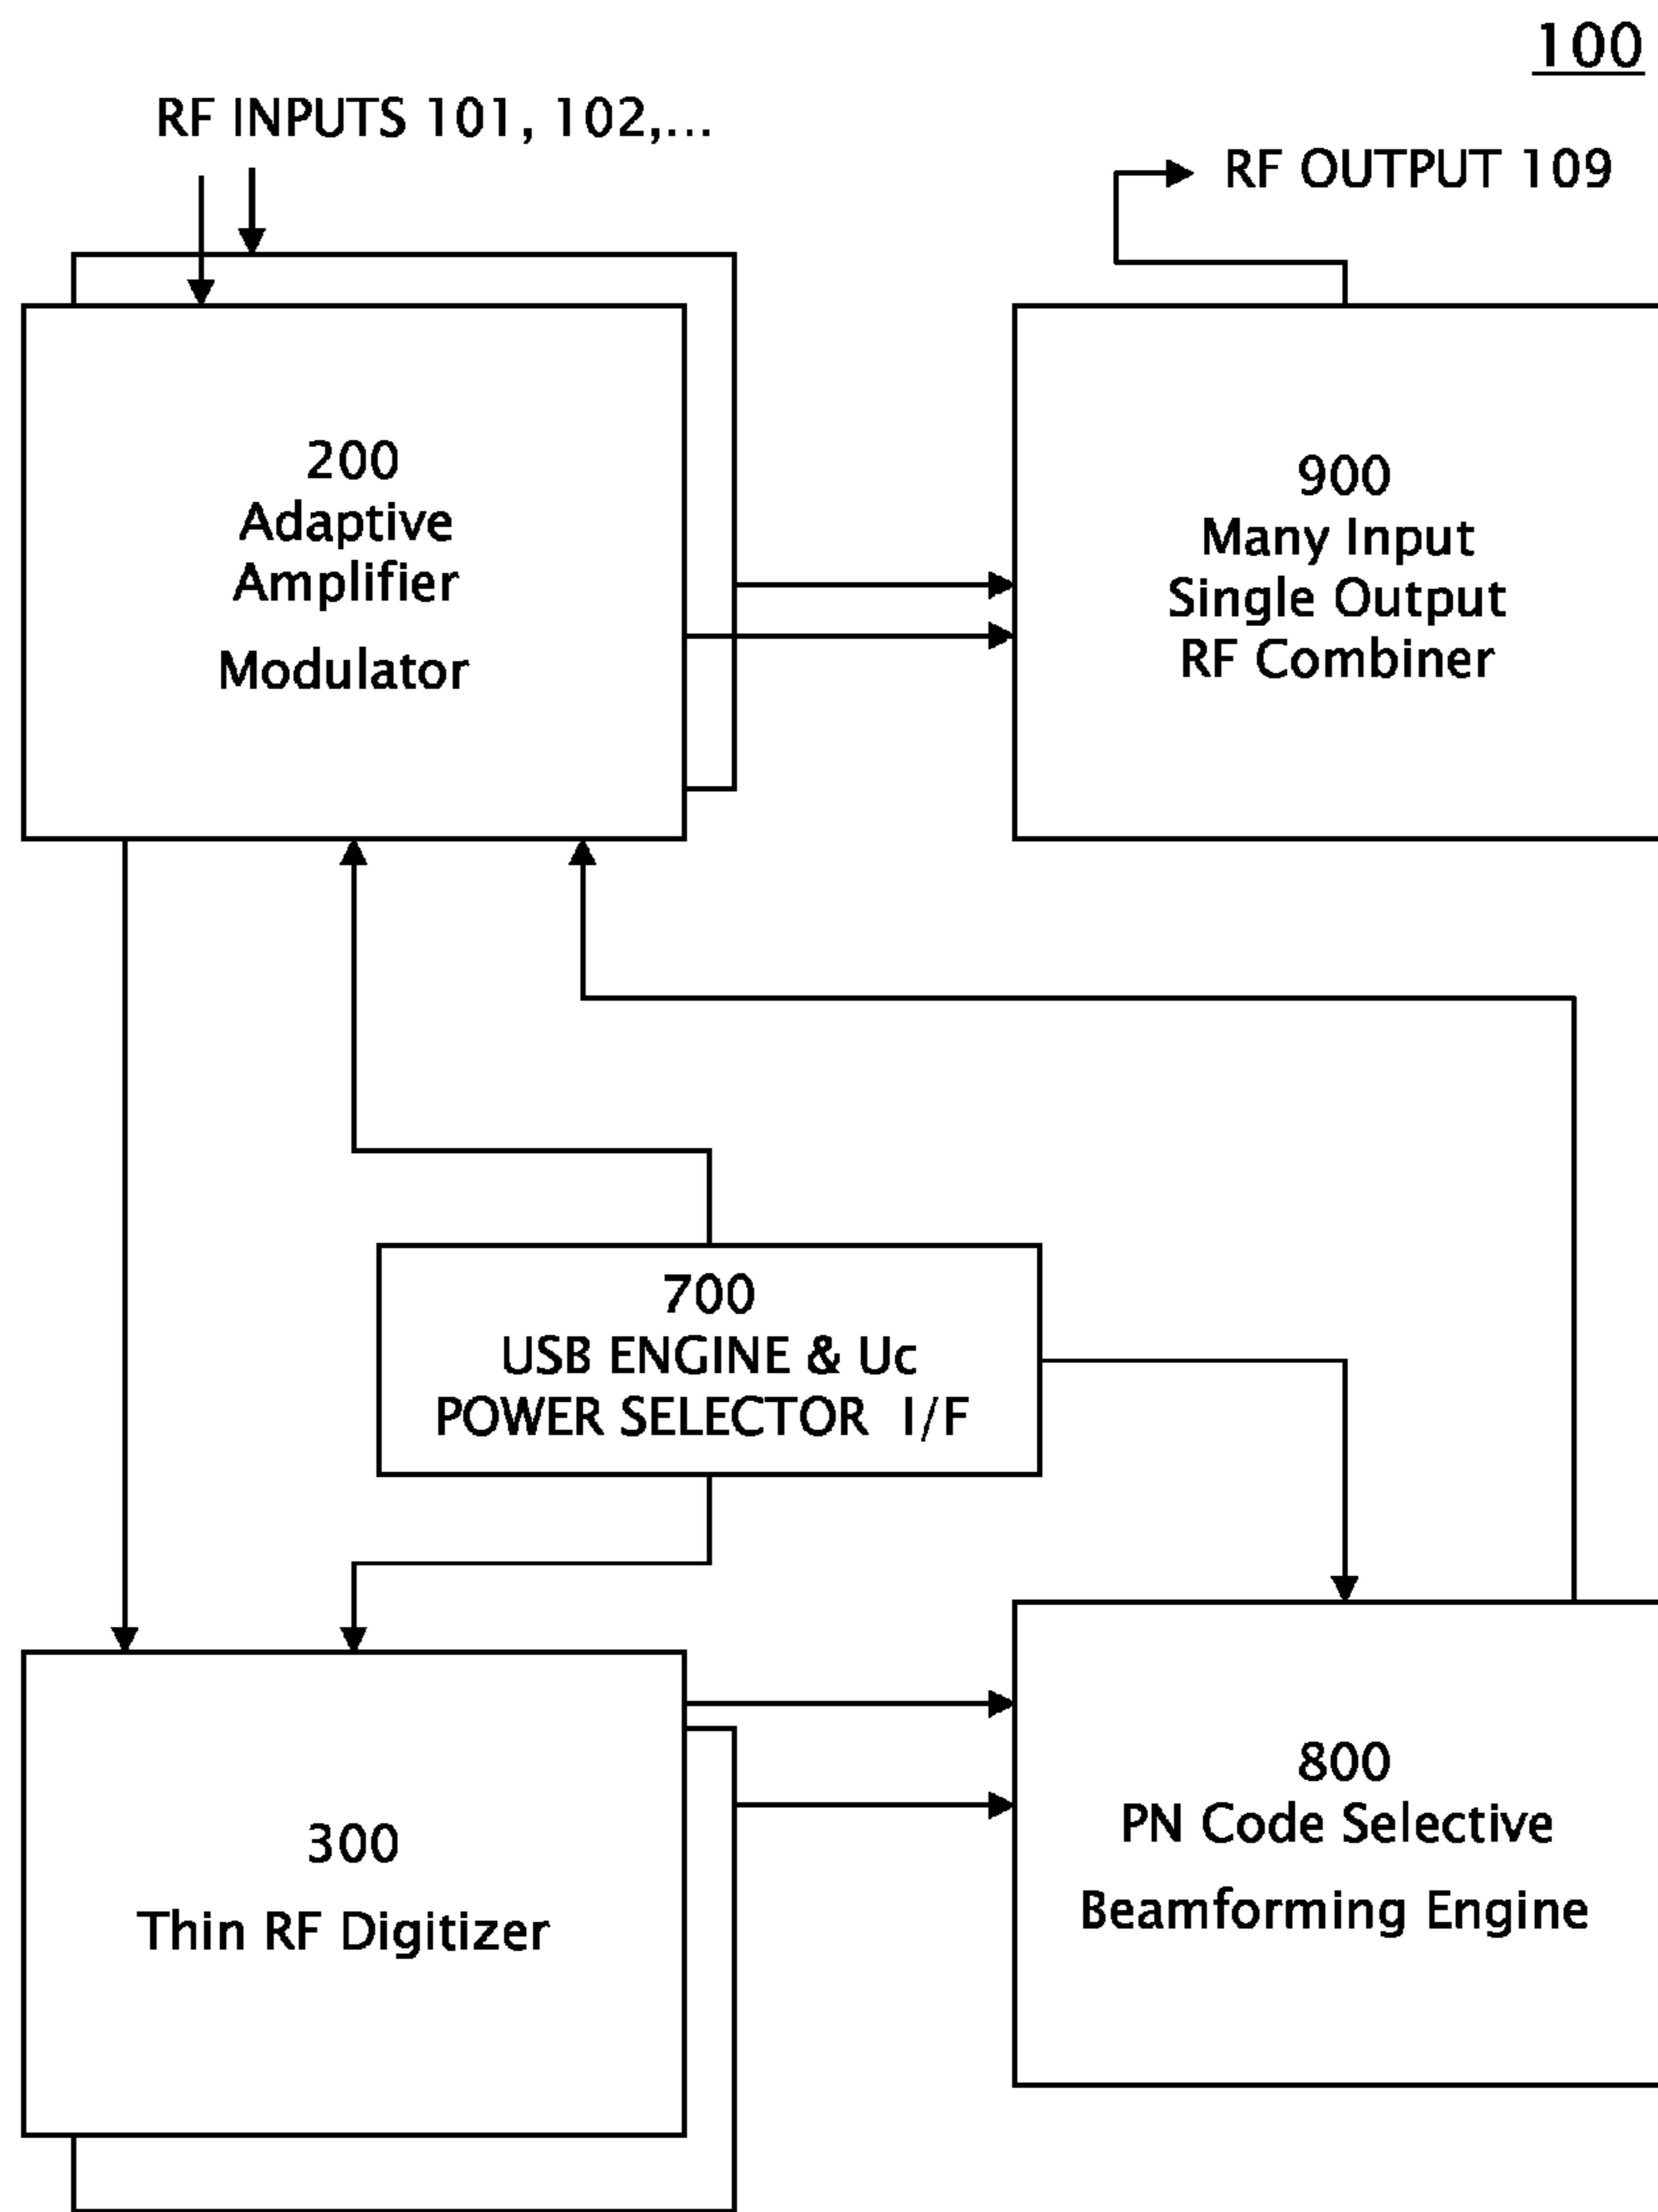 100
RF INPUTS 101, 102,...
RF OUTPUT 109
200
Adaptive
Amplifier
Modulator
900
Many Input
Single Output
RF Combiner
700
USB ENGINE & Uc
POWER SELECTOR I/F
300
Thin RF Digitizer
800
PN Code Selective
Beamforming Engine